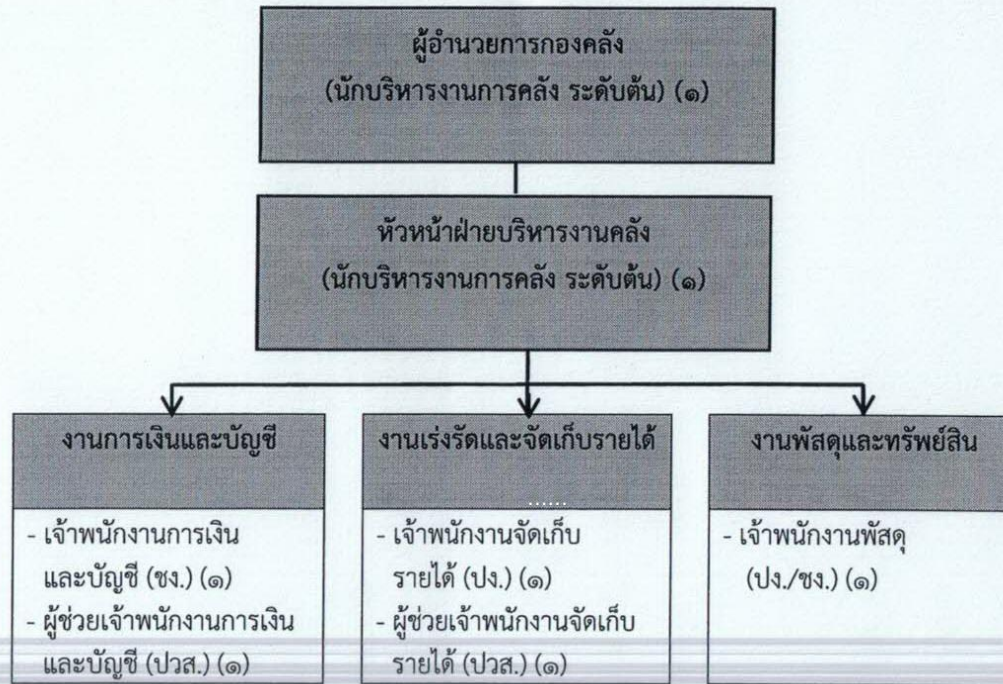 ผู้อำนวยการกองคลัง
(นักบริหารงานการคลัง ระดับต้น) (๑)
หัวหน้าฝ่ายบริหารงานคลัง
(นักบริหารงานการคลัง ระดับต้น) (๑)
งานการเงินและบัญชี
- เจ้าพนักงานการเงิน
และบัญชี (ชง.) (๑)
- ผู้ช่วยเจ้าพนักงานการเงิน
และบัญชี (ปวส.) (๑)
งานเร่งรัดและจัดเก็บรายได้
......
- เจ้าพนักงานจัดเก็บ
รายได้ (ปง.) (๑)
- ผู้ช่วยเจ้าพนักงานจัดเก็บ
รายได้ (ปวส.) (๑)
งานพัสดุและทรัพย์สิน
- เจ้าพนักงานพัสดุ
(ปง./ชง.) (๑)